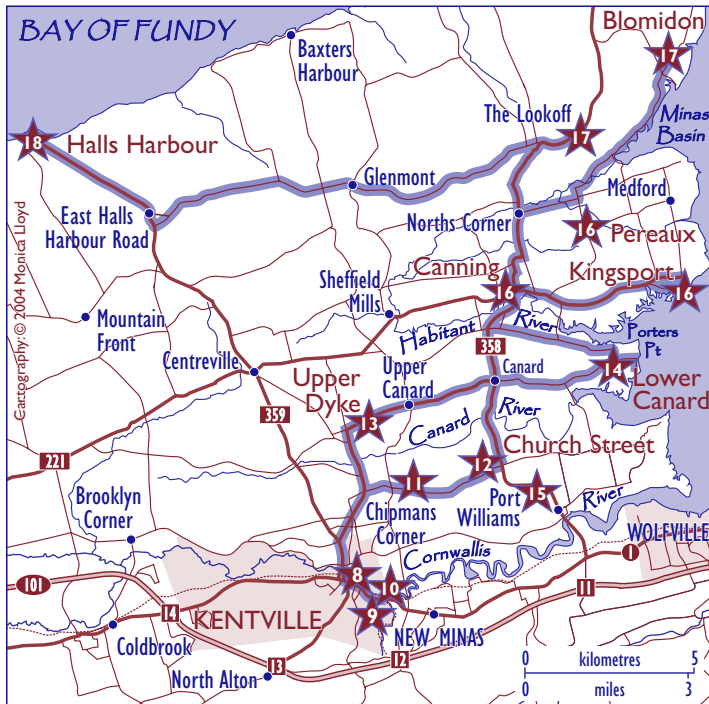 BAY OF FUNDY
Blomidon
17
Baxters
Harbour
The Lookoff
17
Minas
Basin
18
Halls Harbour
Glenmont
Medford
East Halls
Harbour Road
Norths Corner
16
Pereaux
Canning
16
Kingsport
16
Sheffield
Mills
Mountain
Front
Habitant
River
358
Porters
Pt
Centreville
Upper
Dyke
Upper
Canard
Canard
14
Lower
Canard
13
359
Canard
River
221
Church Street
12
11
15
Brooklyn
Corner
Chipmans
Corner
Port
Williams
River
WOLFVILLE
1
Cornwallis
8
10
9
101
14
KENTVILLE
11
Coldbrook
NEW MINAS
13
12
North Alton
0 kilometres 5
0 miles 3
Cartography: © 2004 Monica Lloyd